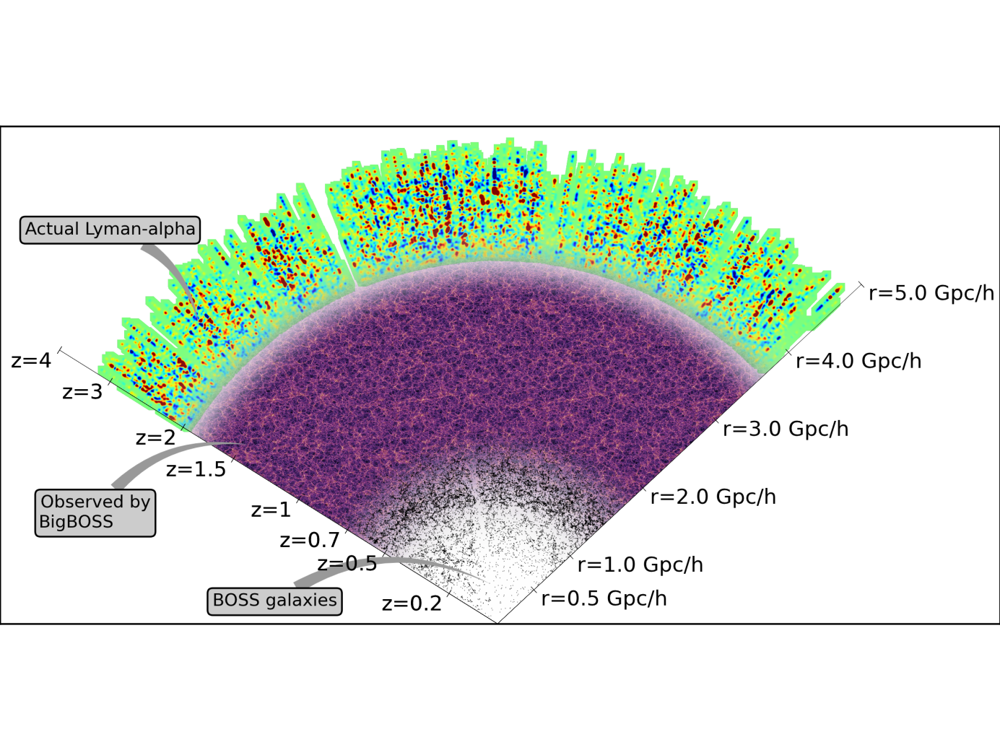 Actual Lyman-alpha
r=5.0 Gpc/h
z=4
r=4.0 Gpc/h
z=3
r=3.0 Gpc/h
z=2
z=1.5
Observed by
BigBOSS
r=2.0 Gpc/h
z=1
z=0.7
z=0.5
r=1.0 Gpc/h
BOSS galaxies
z=0.2
r=0.5 Gpc/h